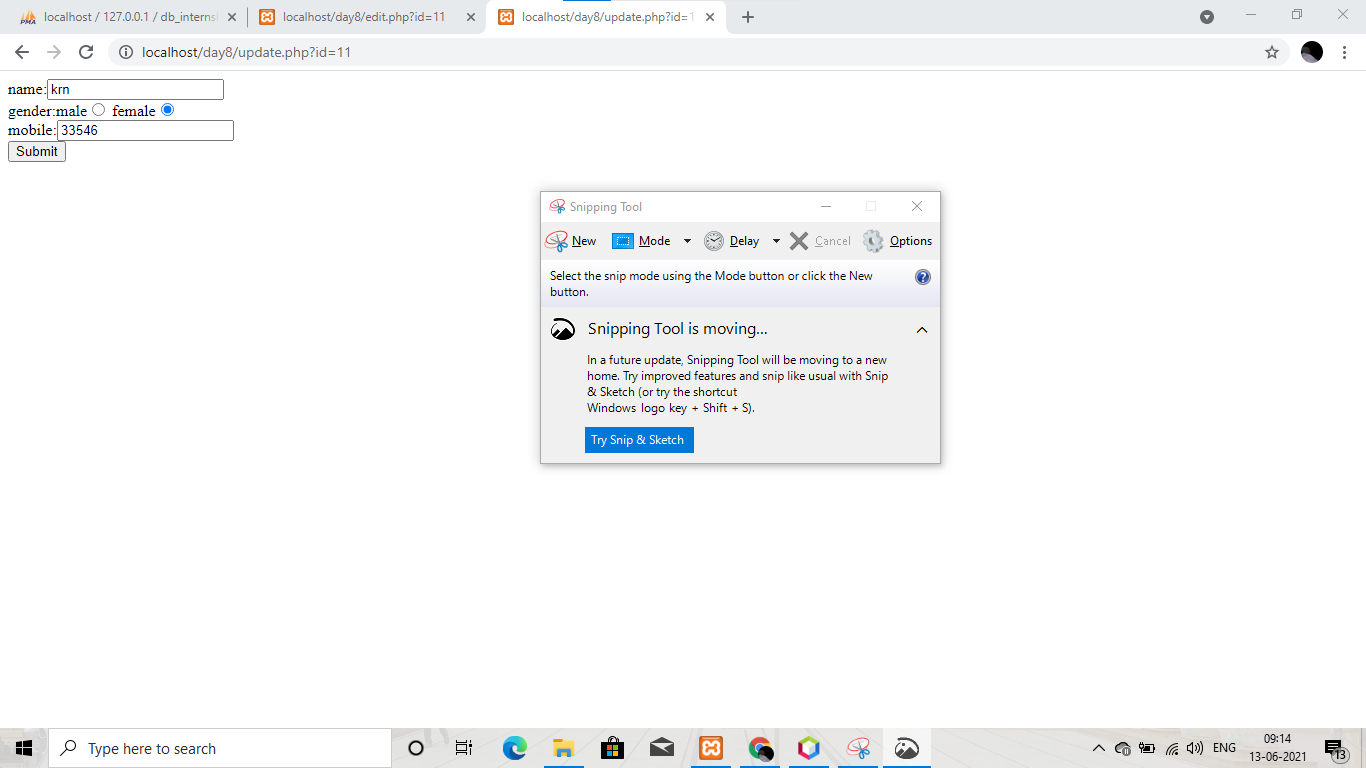 localhost / 127.0.0.1 / db_interns
localhost/day8/edit.php?id=11
localhost/day8/update.php?id=1
localhost/day8/update.php?id=11
name: krn
gender:male female
mobile: 33546
Submit
Snipping Tool
New Mode Delay Cancel Options
Select the snip mode using the Mode button or click the New
button.
Snipping Tool is moving...
In a future update, Snipping Tool will be moving to a new
home. Try improved features and snip like usual with Snip
& Sketch (or try the shortcut
Windows logo key + Shift + S).
Try Snip & Sketch
Type here to search
ENG
09:14
13-06-2021
13